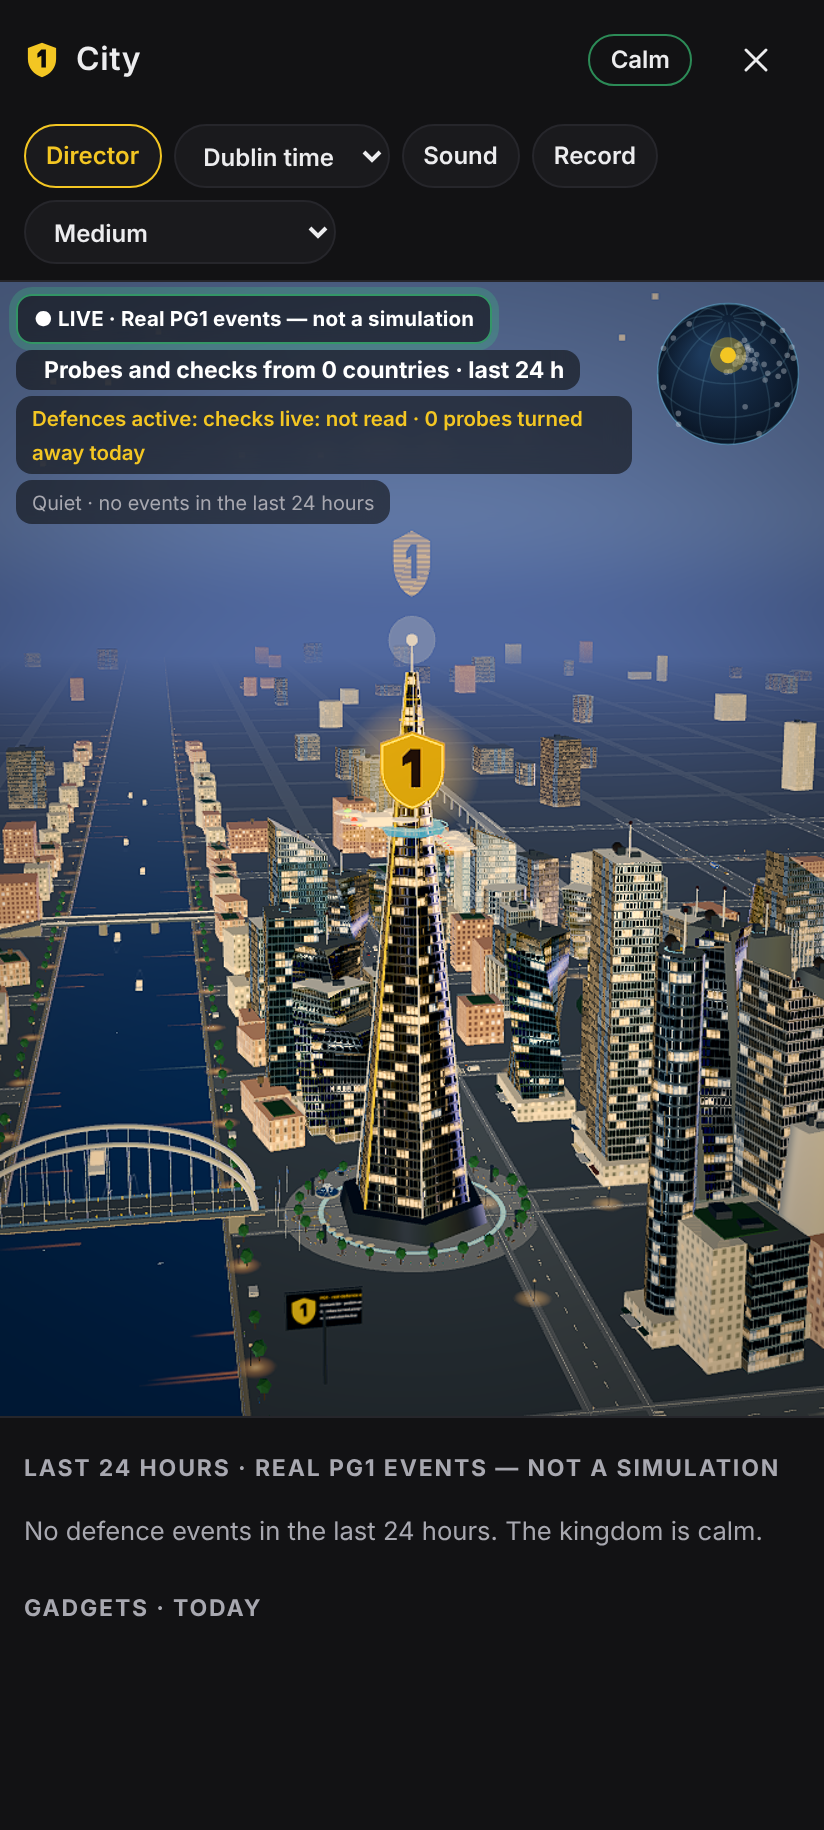 1 City
Calm
Director
Dublin time
Sound
Record
Medium
LIVE · Real PG1 events — not a simulation
Probes and checks from 0 countries · last 24 h
Defences active: checks live: not read · 0 probes turned
away today
Quiet · no events in the last 24 hours
1
1
1
LAST 24 HOURS · REAL PG1 EVENTS — NOT A SIMULATION
No defence events in the last 24 hours. The kingdom is calm.
GADGETS · TODAY